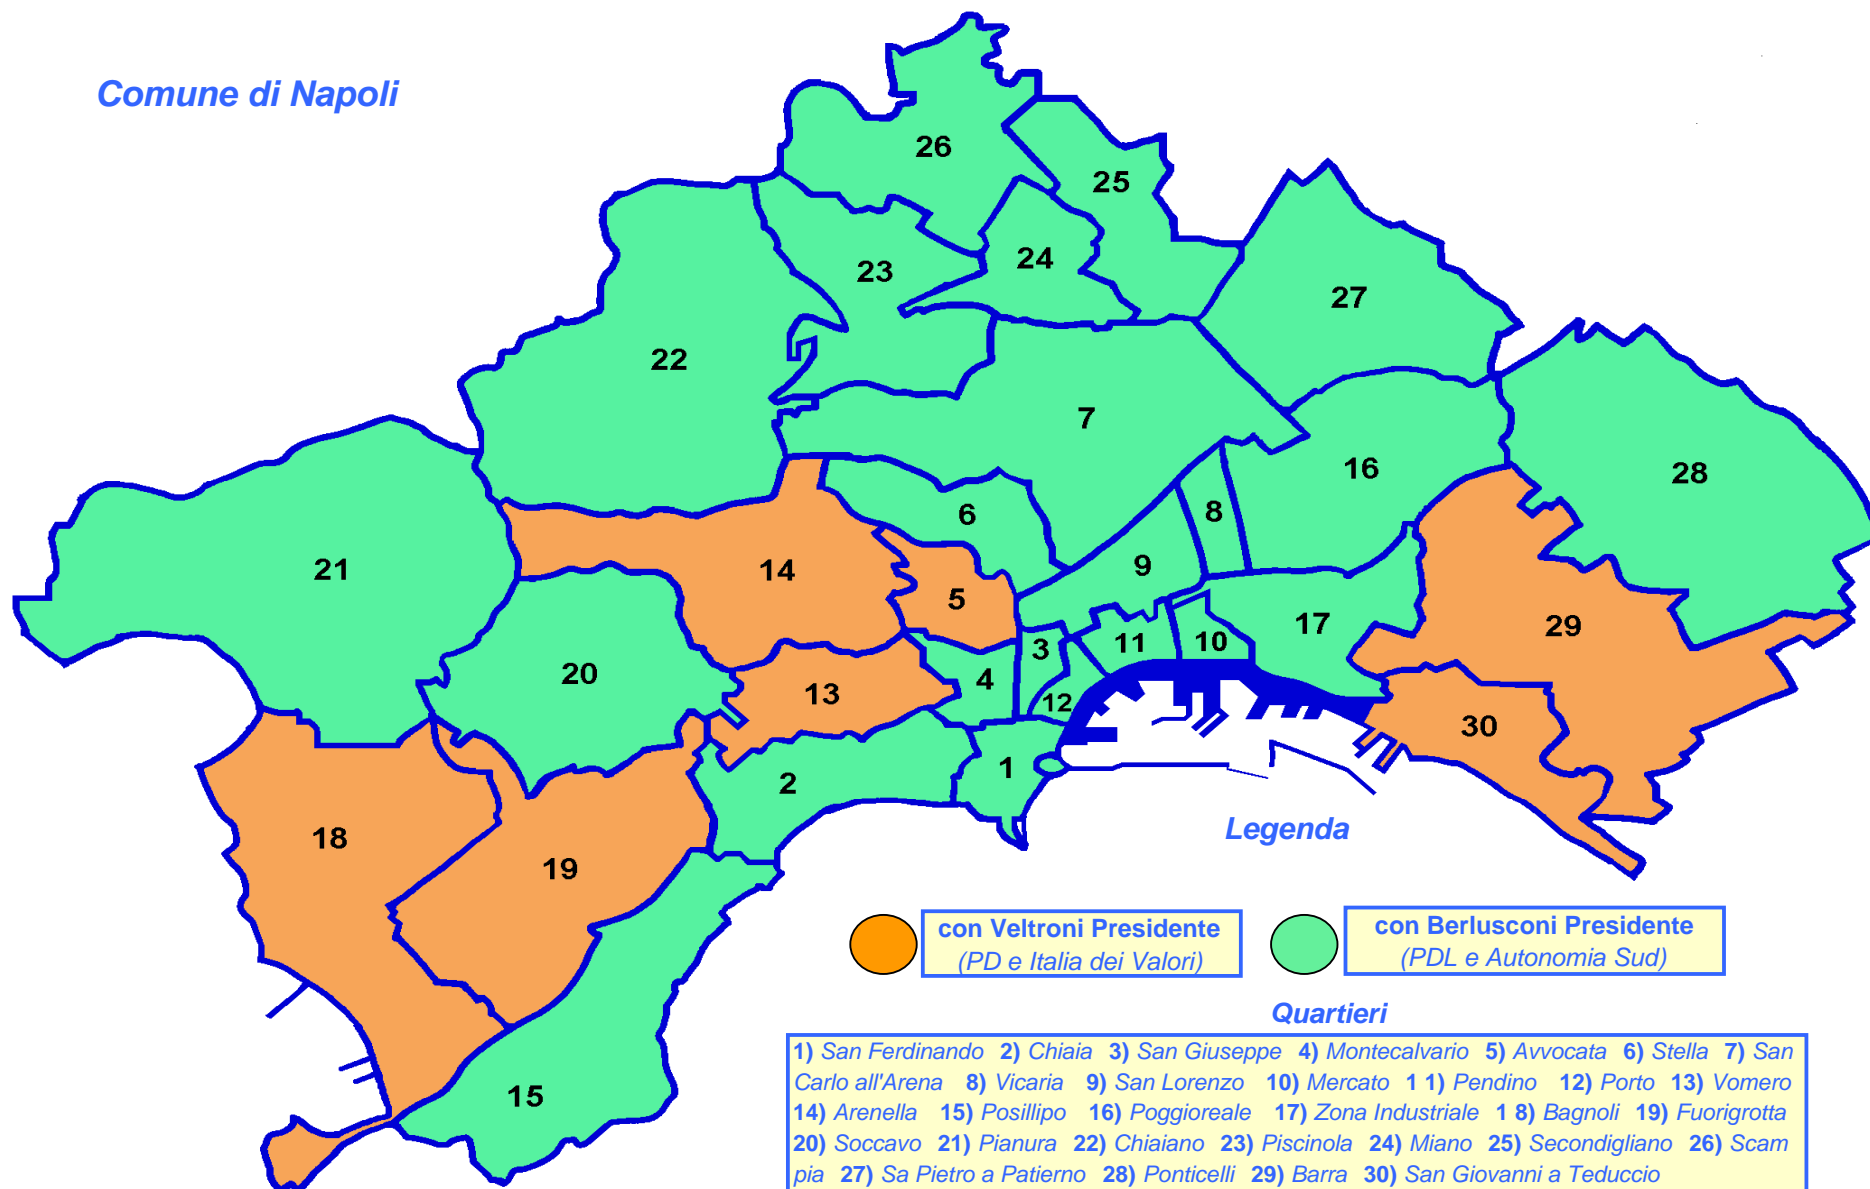 Comune di Napoli
26
25
24
23
27
22
7
16
28
6
8
21
14
9
5
17
29
3
11
10
20
4
13
12
30
1
2
18
19
15
Legenda
con Veltroni Presidente
(PD e Italia dei Valori)
con Berlusconi Presidente
(PDL e Autonomia Sud)
Quartieri
1) San Ferdinando 2) Chiaia 3) San Giuseppe 4) Montecalvario 5) Avvocata 6) Stella 7) San
Carlo all'Arena 8) Vicaria 9) San Lorenzo 10) Mercato 1 1) Pendino 12) Porto 13) Vomero
14) Arenella 15) Posillipo 16) Poggioreale 17) Zona Industriale 1 8) Bagnoli 19) Fuorigrotta
20) Soccavo 21) Pianura 22) Chiaiano 23) Piscinola 24) Miano 25) Secondigliano 26) Scam
pia 27) Sa Pietro a Patierno 28) Ponticelli 29) Barra 30) San Giovanni a Teduccio